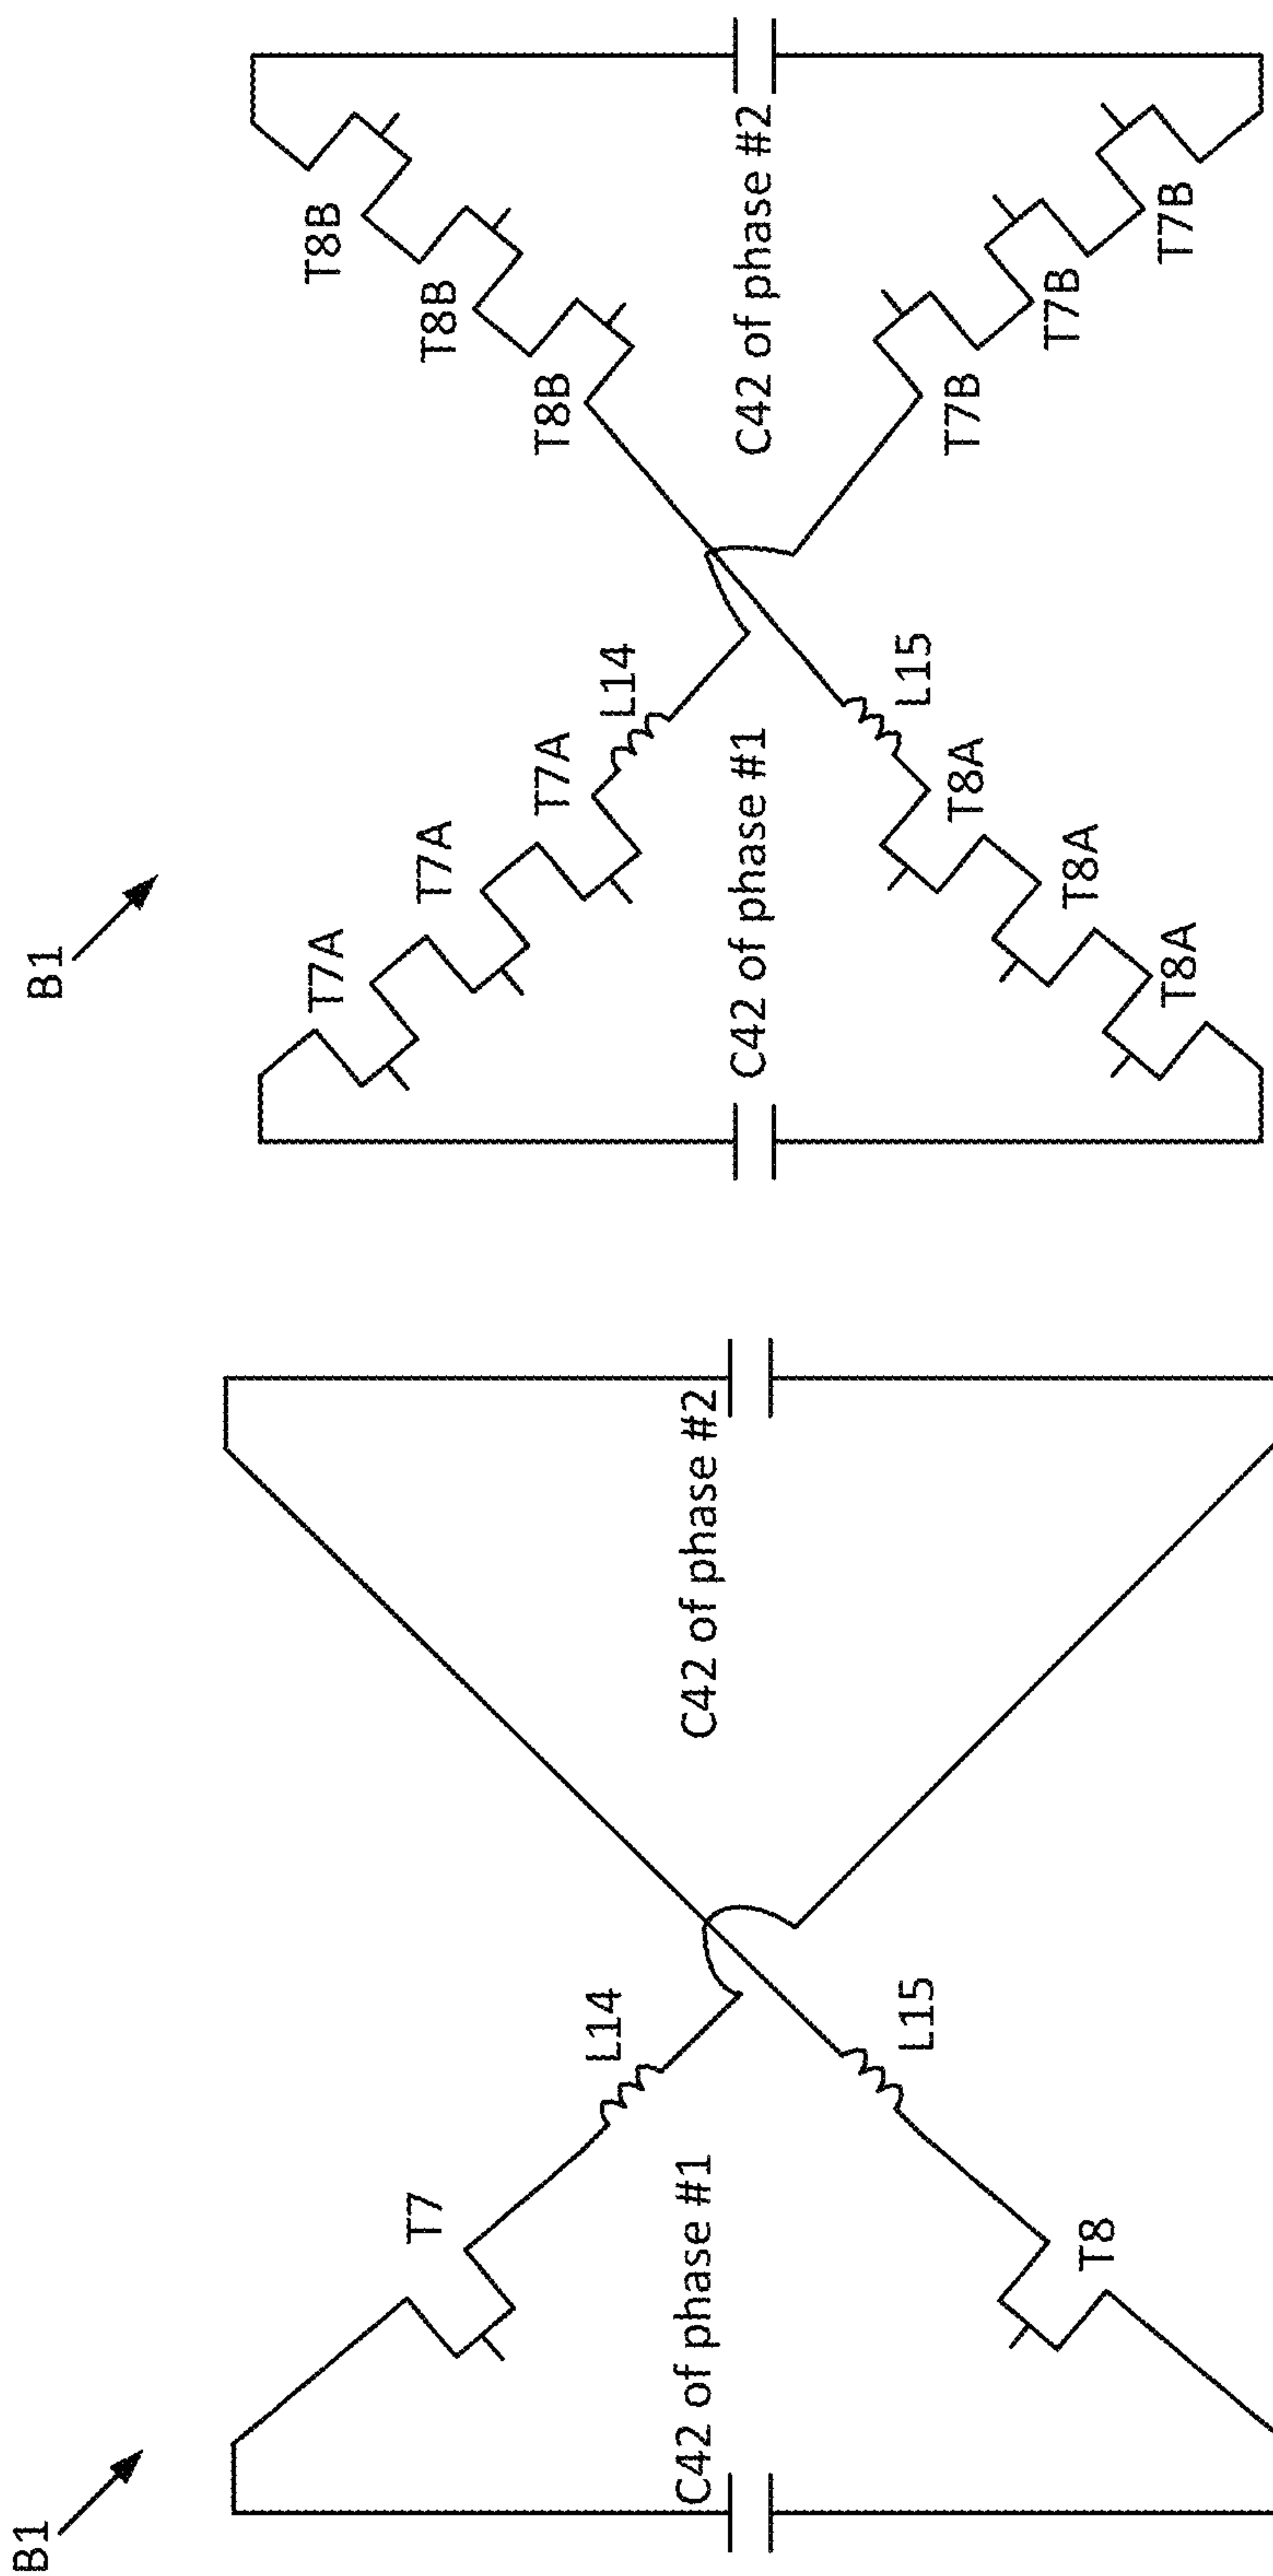 B1
T7
L14
C42 of phase #1
C42 of phase #2
L15
T8
B1
T7A
T7A
T7A
L14
T8B
T8B
T8B
C42 of phase #1
C42 of phase #2
T8A
T8A
T8A
L15
T7B
T7B
T7B